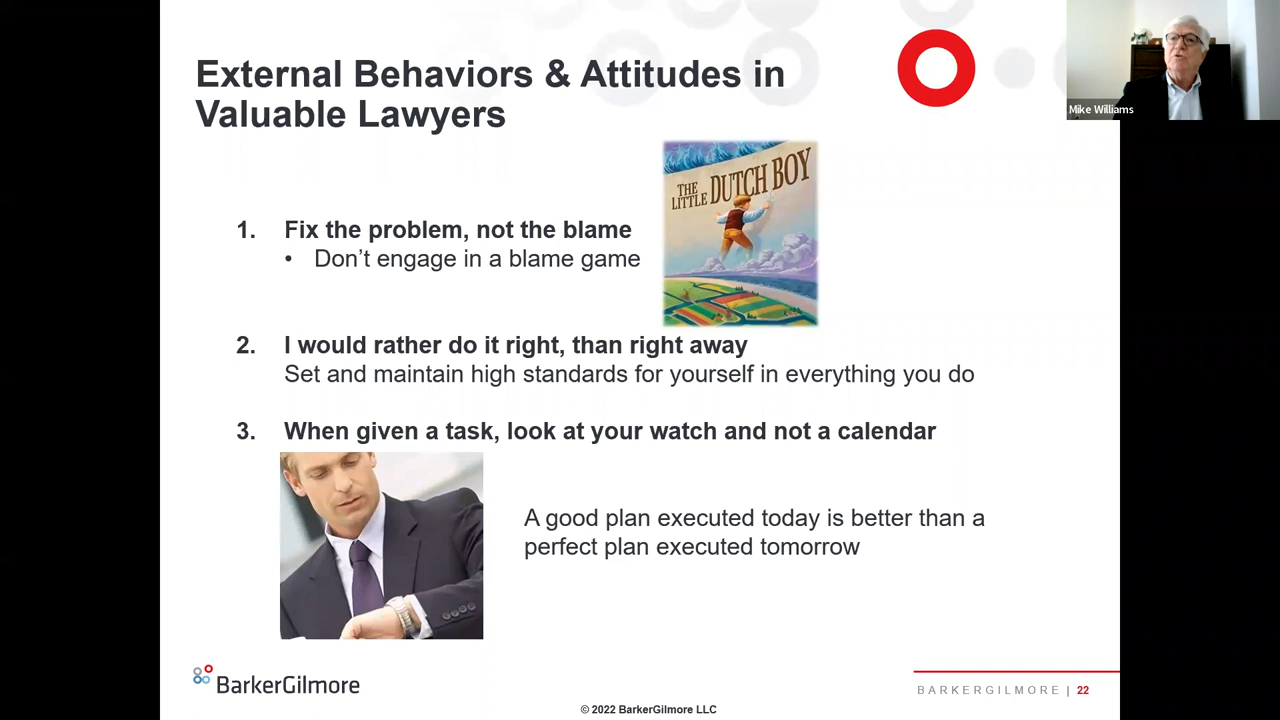 External Behaviors & Attitudes in
Valuable Lawyers
Mike Williams
THE
LITTLE DUTCH BOY
1. Fix the problem, not the blame
• Don’t engage in a blame game
2. I would rather do it right, than right away
Set and maintain high standards for yourself in everything you do
3. When given a task, look at your watch and not a calendar
A good plan executed today is better than a
perfect plan executed tomorrow
BarkerGilmore
BARKERGILMORE | 22
© 2022 BarkerGilmore LLC